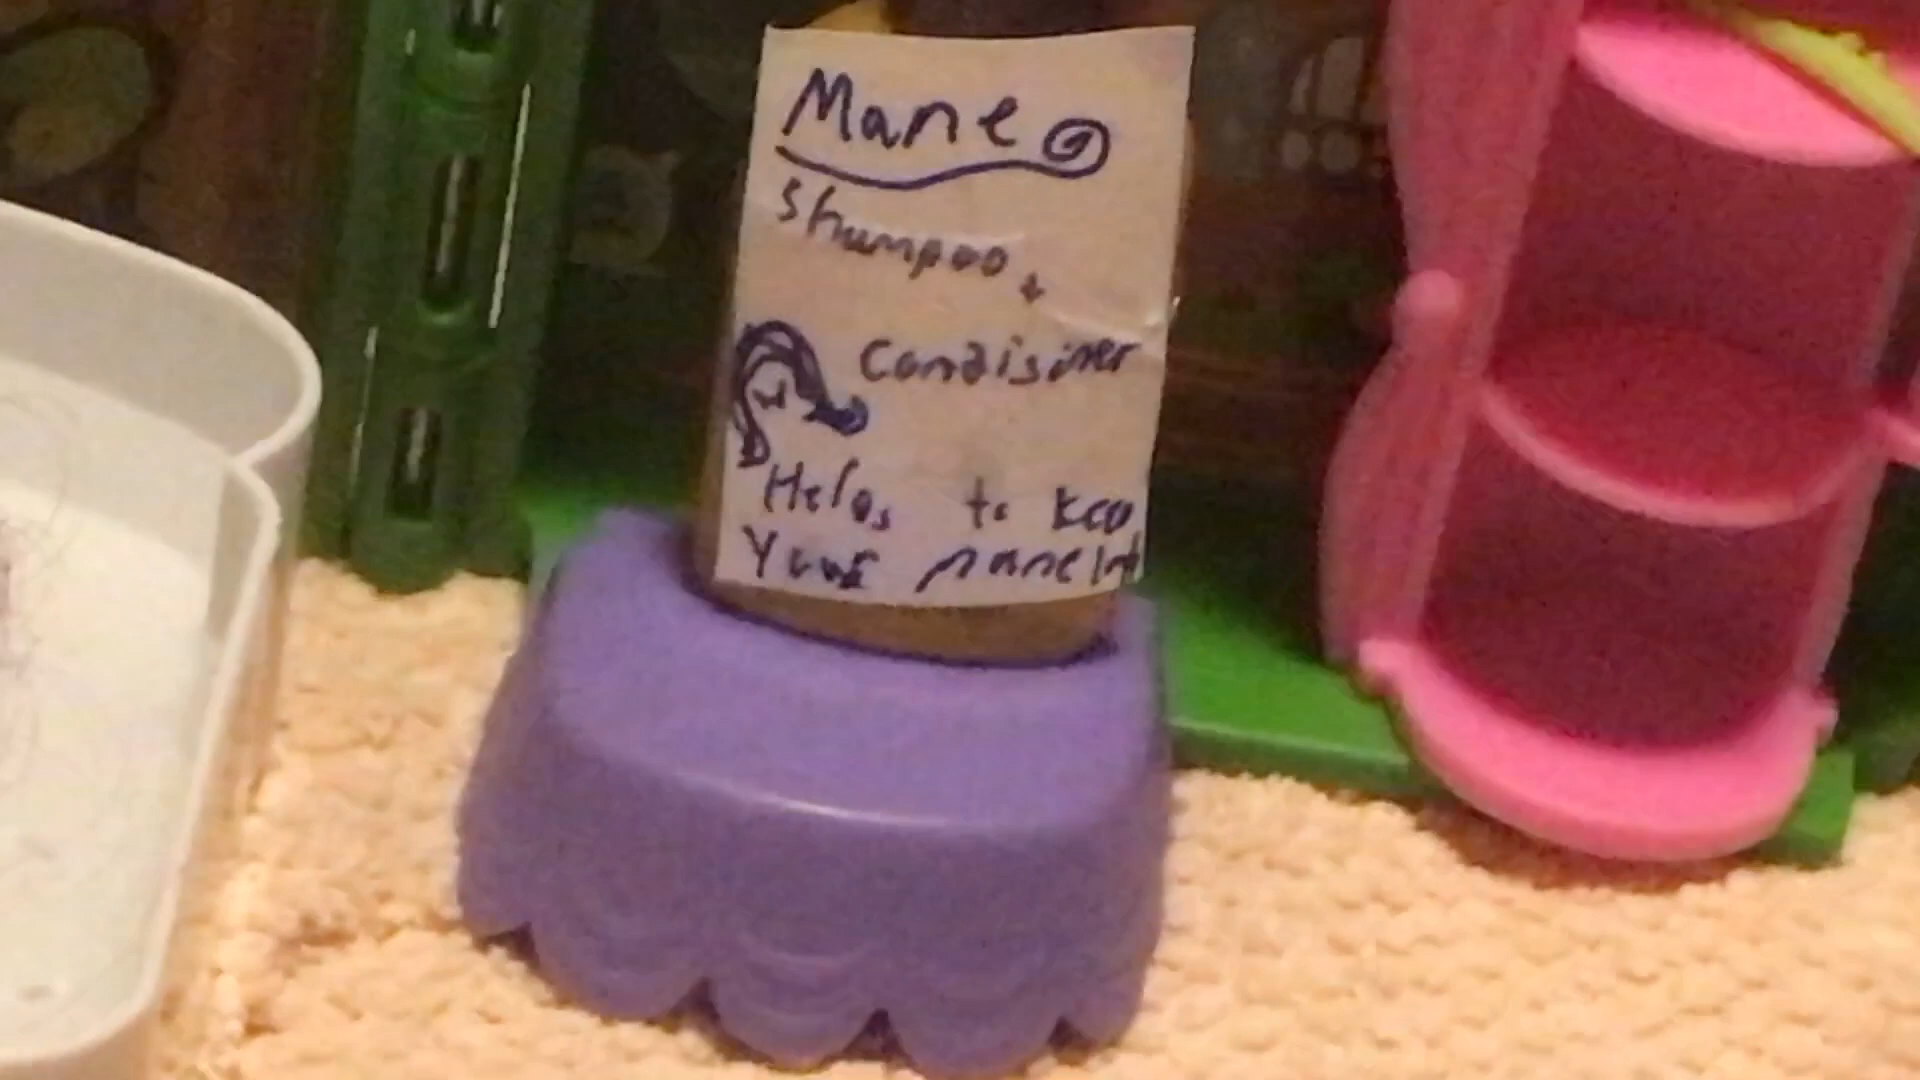 Mane
Shampoo +
Condisiner
Helps to keep
Your mane